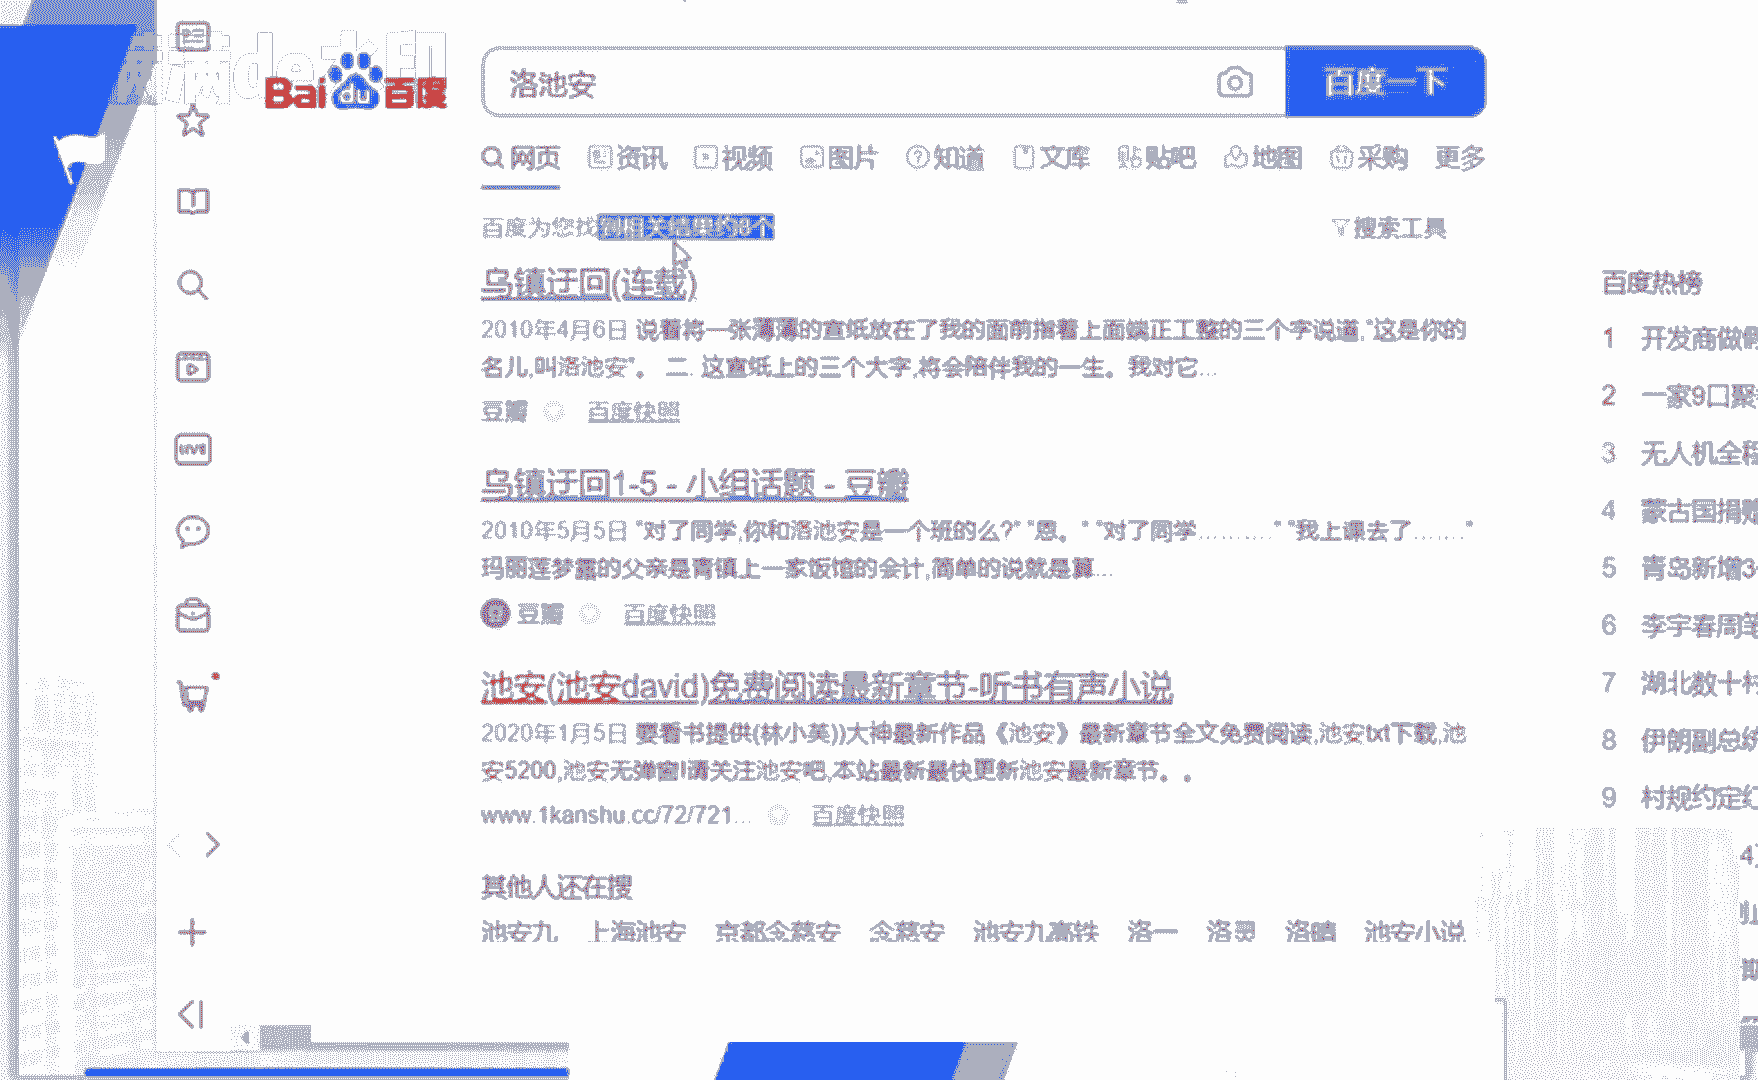 满de水印
Bai du 百度
洛池安
百度一下
网页 资讯 视频 图片 知道 文库 贴吧 地图 采购 更多
百度为您找到相关结果约8个
搜索工具
乌镇迂回(连载)
2010年4月6日 说着将一张薄薄的宣纸放在了我的面前指着上面端正工整的三个字说道,"这是你的
名儿,叫洛池安"。 二. 这宣纸上的三个大字,将会陪伴我的一生。我对它...
豆瓣 百度快照
乌镇迂回1-5 - 小组话题 - 豆瓣
2010年5月5日 "对了同学,你和洛池安是一个班的么?" "恩。" "对了同学.........." "我上课去了......."
玛丽莲梦露的父亲是青镇上一家饭馆的会计,简单的说就是算...
豆瓣 百度快照
池安(池安david)免费阅读最新章节-听书有声小说
2020年1月5日 要看书提供(林小英))大神最新作品《池安》最新章节全文免费阅读,池安txt下载,池
安5200,池安无弹窗!请关注池安吧,本站最新最快更新池安最新章节。。
www.1kanshu.cc/72/721... 百度快照
其他人还在搜
池安九 上海池安 京都念慈安 念慈安 池安九高铁 洛一 洛灵 洛晴 池安小说
百度热榜
1 开发商做
2 一家9口聚
3 无人机全程
4 蒙古国捐赠
5 青岛新增3
6 李宇春周笔
7 湖北数十村
8 伊朗副总统
9 村规约定红